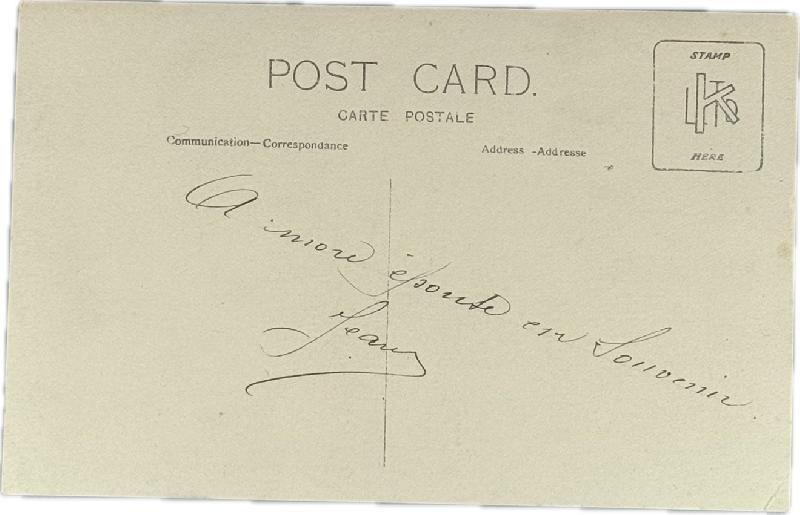 POST CARD.
CARTE POSTALE
STAMP
HERE
Communication—Correspondance
Address -Addresse
A mon épouse en Souvenir.
Jean